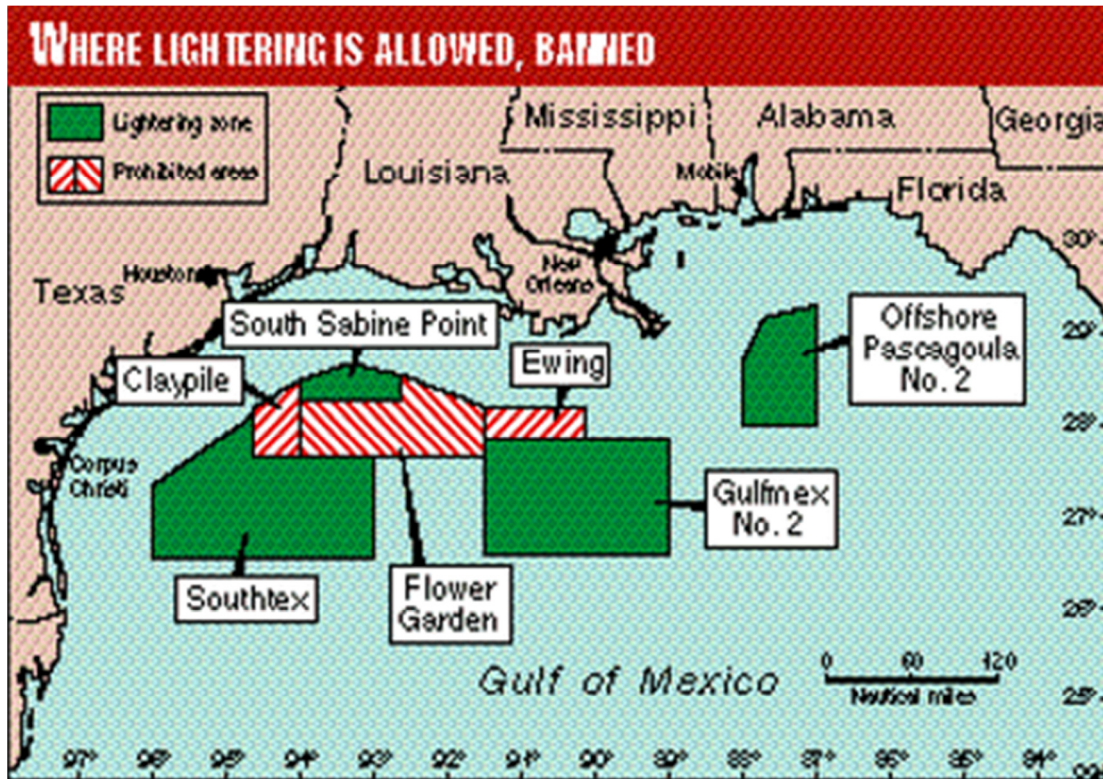 WHERE LIGHTERING IS ALLOWED, BANNED
Lightering zone
Prohibited areas
Mississippi
Alabama
Georgia
Louisiana
Mobile
Florida
Houston
Texas
New
Orleans
30°
South Sabine Point
Offshore
Pascagoula
No. 2
29°
Ewing
Claypile
28°
Corpus
Christi
Gulfmex
No. 2
27°
Southtex
Flower
Garden
26°
Gulf of Mexico
0 60 120
Nautical miles
25°
97° 96° 95° 94° 93° 92° 91° 90° 89° 88° 87° 86° 85° 84°